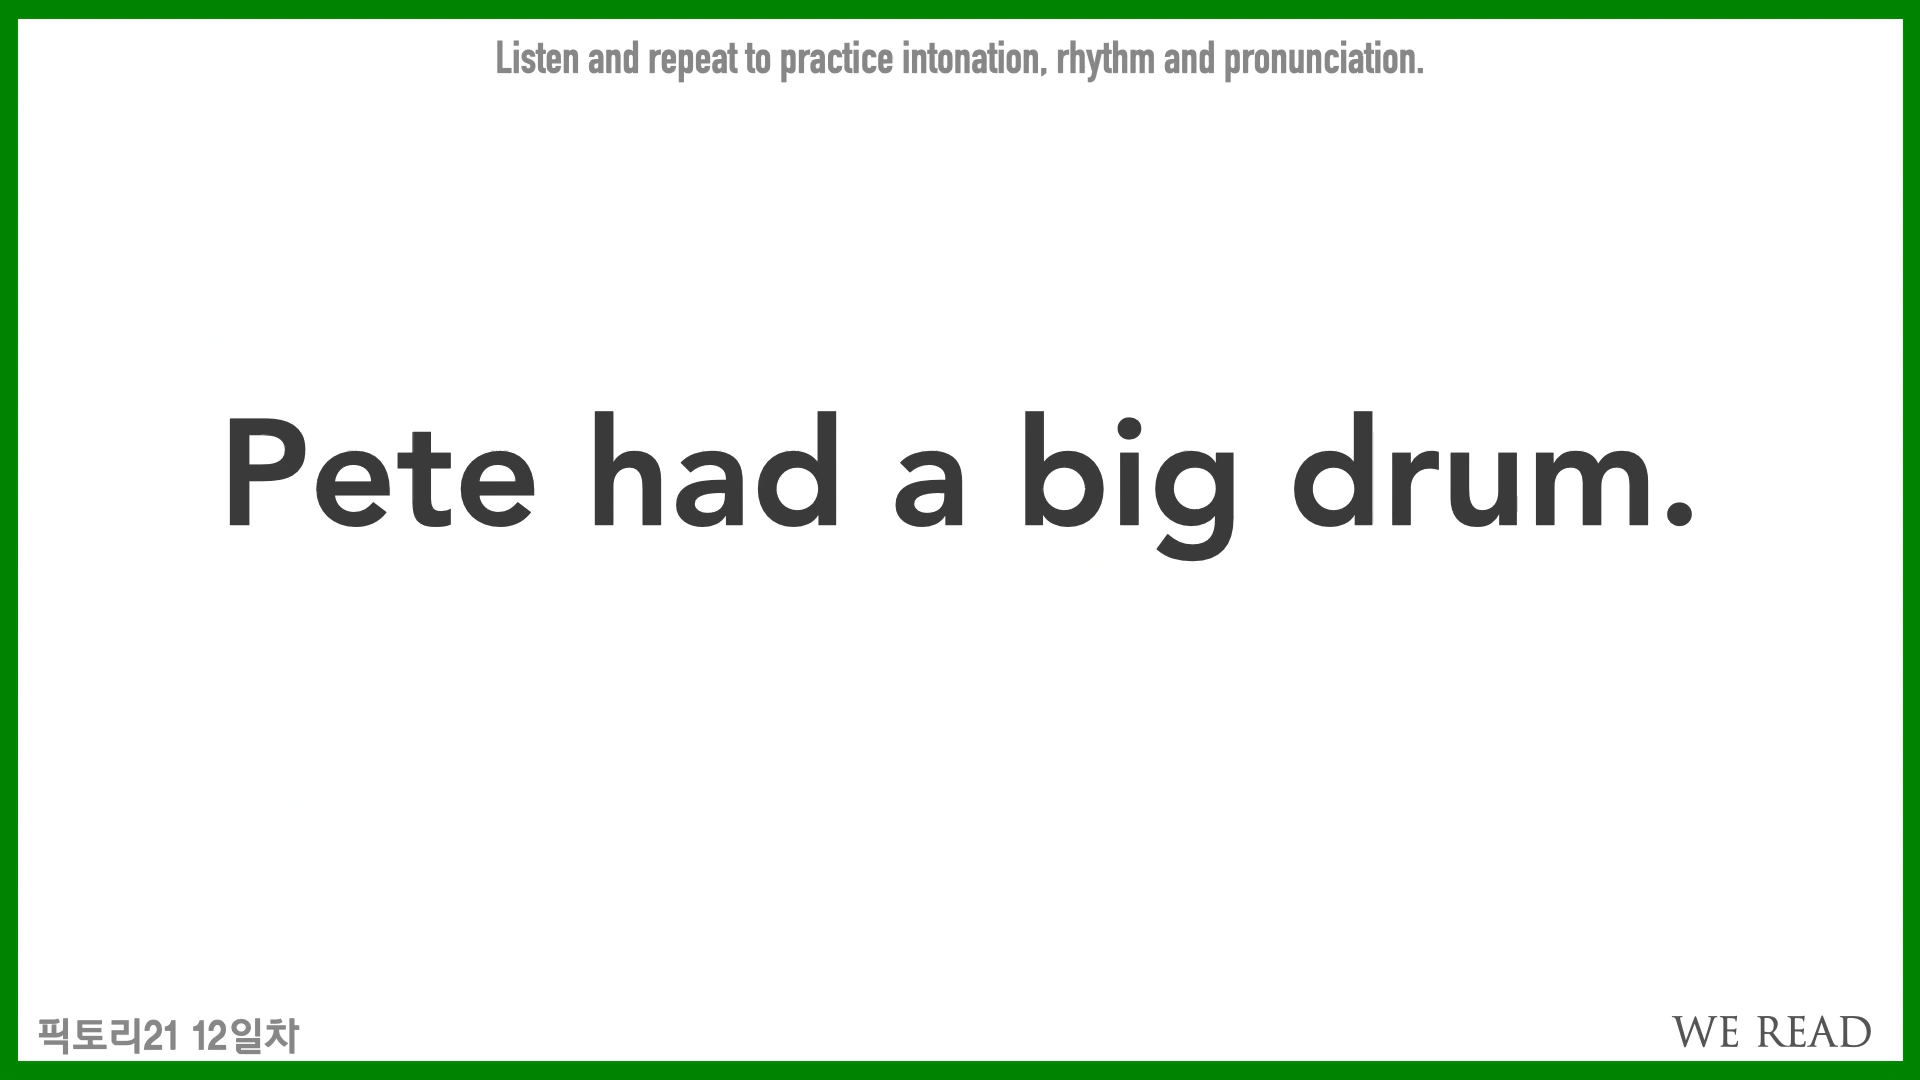 Listen and repeat to practice intonation, rhythm and pronunciation.
Pete had a big drum.
픽토리21 12일차
WE READ